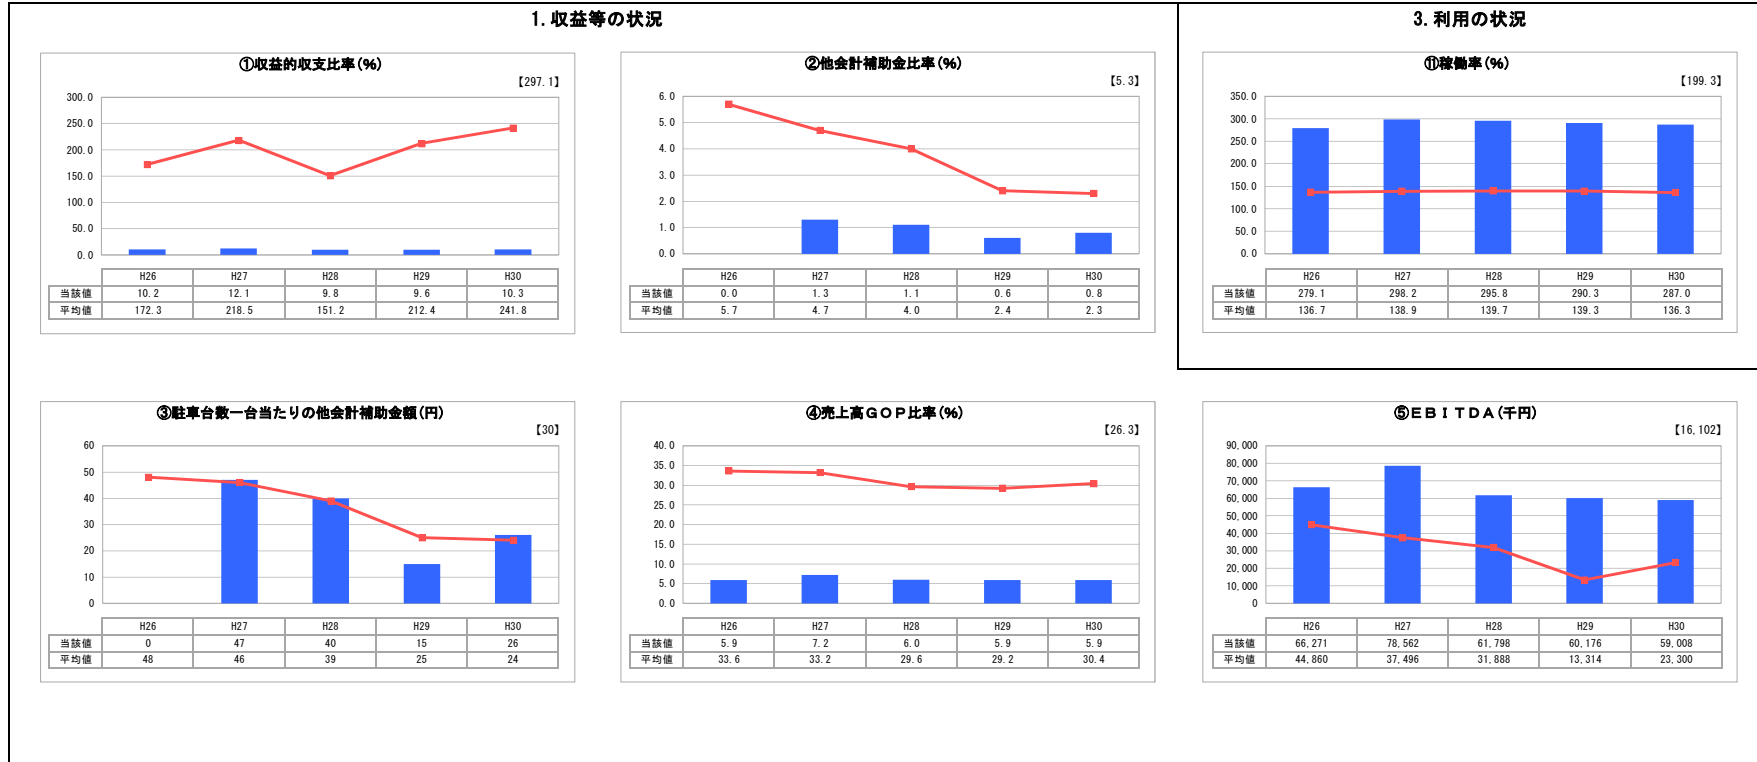 1. 収益等の状況
3. 利用の状況
①収益的収支比率(%)
【297.1】
300.0
250.0
200.0
150.0
100.0
50.0
0.0
H26 H27 H28 H29 H30
当該値 10.2 12.1 9.8 9.6 10.3
平均値 172.3 218.5 151.2 212.4 241.8
②他会計補助金比率(%)
【5.3】
6.0
5.0
4.0
3.0
2.0
1.0
0.0
H26 H27 H28 H29 H30
当該値 0.0 1.3 1.1 0.6 0.8
平均値 5.7 4.7 4.0 2.4 2.3
⑪稼働率(%)
【199.3】
350.0
300.0
250.0
200.0
150.0
100.0
50.0
0.0
H26 H27 H28 H29 H30
当該値 279.1 298.2 295.8 290.3 287.0
平均値 136.7 138.9 139.7 139.3 136.3
③駐車台数一台当たりの他会計補助金額(円)
【30】
60
50
40
30
20
10
0
H26 H27 H28 H29 H30
当該値 0 47 40 15 26
平均値 48 46 39 25 24
④売上高GOP比率(%)
【26.3】
40.0
35.0
30.0
25.0
20.0
15.0
10.0
5.0
0.0
H26 H27 H28 H29 H30
当該値 5.9 7.2 6.0 5.9 5.9
平均値 33.6 33.2 29.6 29.2 30.4
⑤EBITDA(千円)
【16,102】
90,000
80,000
70,000
60,000
50,000
40,000
30,000
20,000
10,000
0
H26 H27 H28 H29 H30
当該値 66,271 78,562 61,798 60,176 59,008
平均値 44,860 37,496 31,888 13,314 23,300